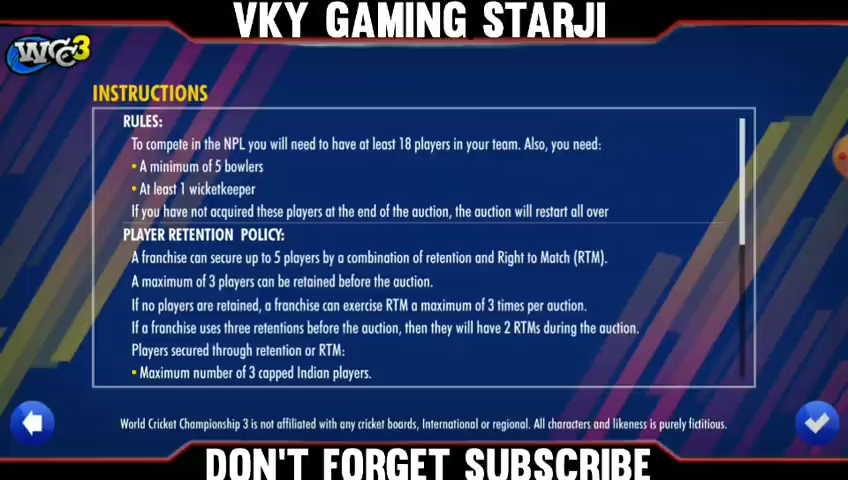 VKY GAMING STARJI
WCC3
INSTRUCTIONS
RULES:
To compete in the NPL you will need to have at least 18 players in your team. Also, you need:
▪ A minimum of 5 bowlers
▪ At least 1 wicketkeeper
If you have not acquired these players at the end of the auction, the auction will restart all over
PLAYER RETENTION POLICY:
A franchise can secure up to 5 players by a combination of retention and Right to Match (RTM).
A maximum of 3 players can be retained before the auction.
If no players are retained, a franchise can exercise RTM a maximum of 3 times per auction.
If a franchise uses three retentions before the auction, then they will have 2 RTMs during the auction.
Players secured through retention or RTM:
▪ Maximum number of 3 capped Indian players.
World Cricket Championship 3 is not affiliated with any cricket boards, International or regional. All characters and likeness is purely fictitious.
DON'T FORGET SUBSCRIBE